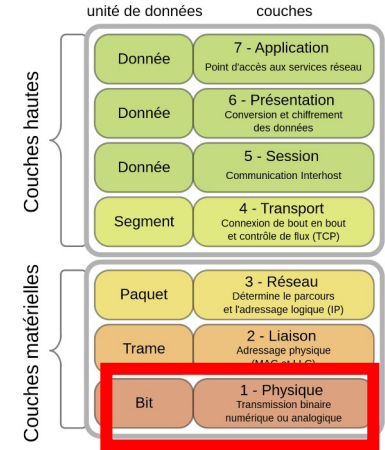 unité de données couches
Couches hautes
Donnée
7 - Application
Point d'accès aux services réseau
Donnée
6 - Présentation
Conversion et chiffrement
des données
Donnée
5 - Session
Communication Interhost
Segment
4 - Transport
Connexion de bout en bout
et contrôle de flux (TCP)
Couches matérielles
Paquet
3 - Réseau
Détermine le parcours
et l'adressage logique (IP)
Trame
2 - Liaison
Adressage physique
(MAC et LLC)
Bit
1 - Physique
Transmission binaire
numérique ou analogique